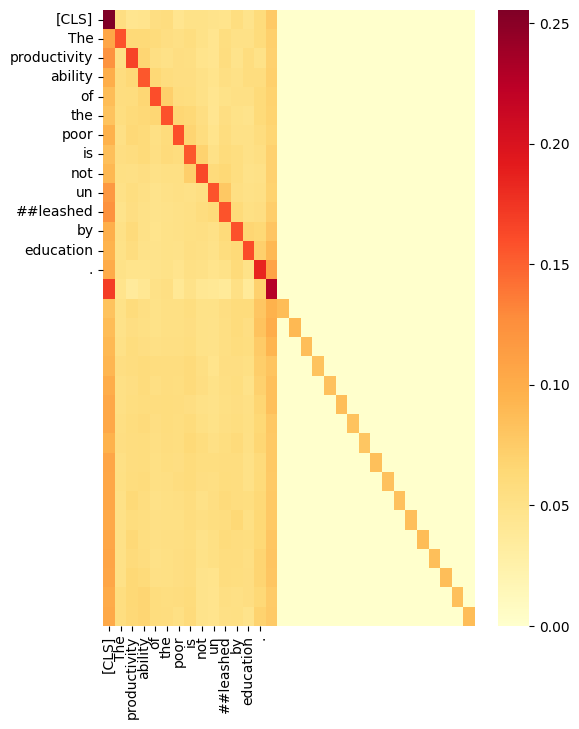 [CLS]
The
productivity
ability
of
the
poor
is
not
un
##leashed
by
education
.
0.25
0.20
0.15
0.10
0.05
0.00
[CLS]
The
productivity
ability
of
the
poor
is
not
un
##leashed
by
education
.